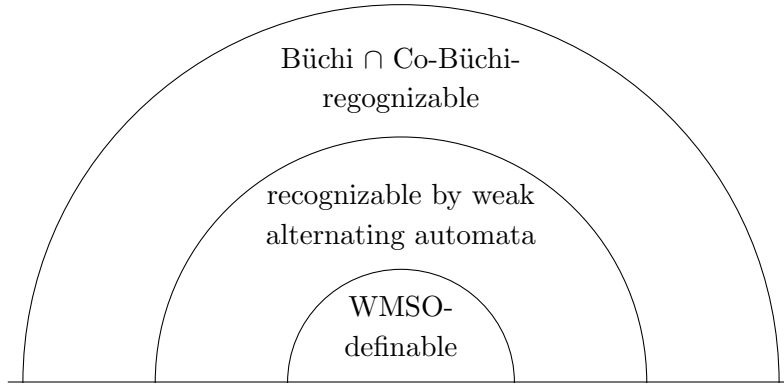 Büchi ∩ Co-Büchi-
regognizable
recognizable by weak
alternating automata
WMSO-
definable